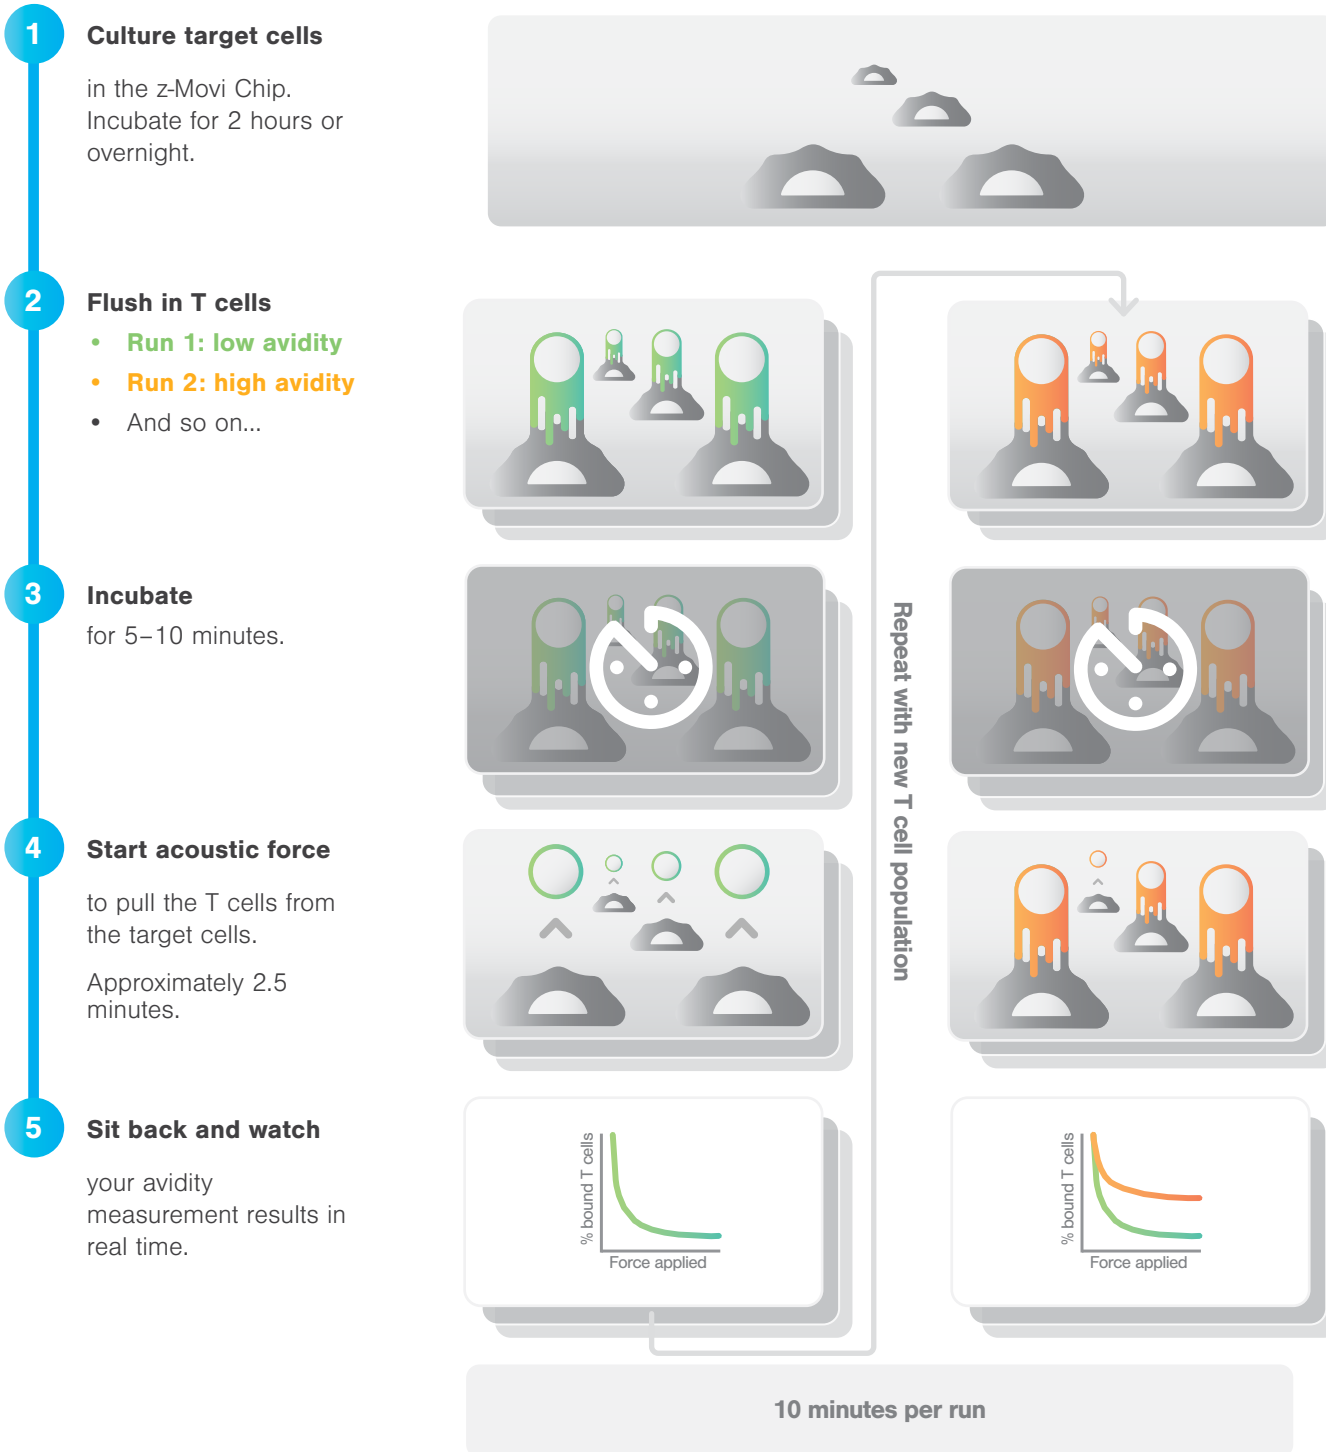 1
Culture target cells
in the z-Movi Chip.
Incubate for 2 hours or
overnight.
2
Flush in T cells
• Run 1: low avidity
• Run 2: high avidity
• And so on...
3
Incubate
for 5–10 minutes.
4
Start acoustic force
to pull the T cells from
the target cells.
Approximately 2.5
minutes.
5
Sit back and watch
your avidity
measurement results in
real time.
Repeat with new T cell population
% bound T cells
Force applied
% bound T cells
Force applied
10 minutes per run